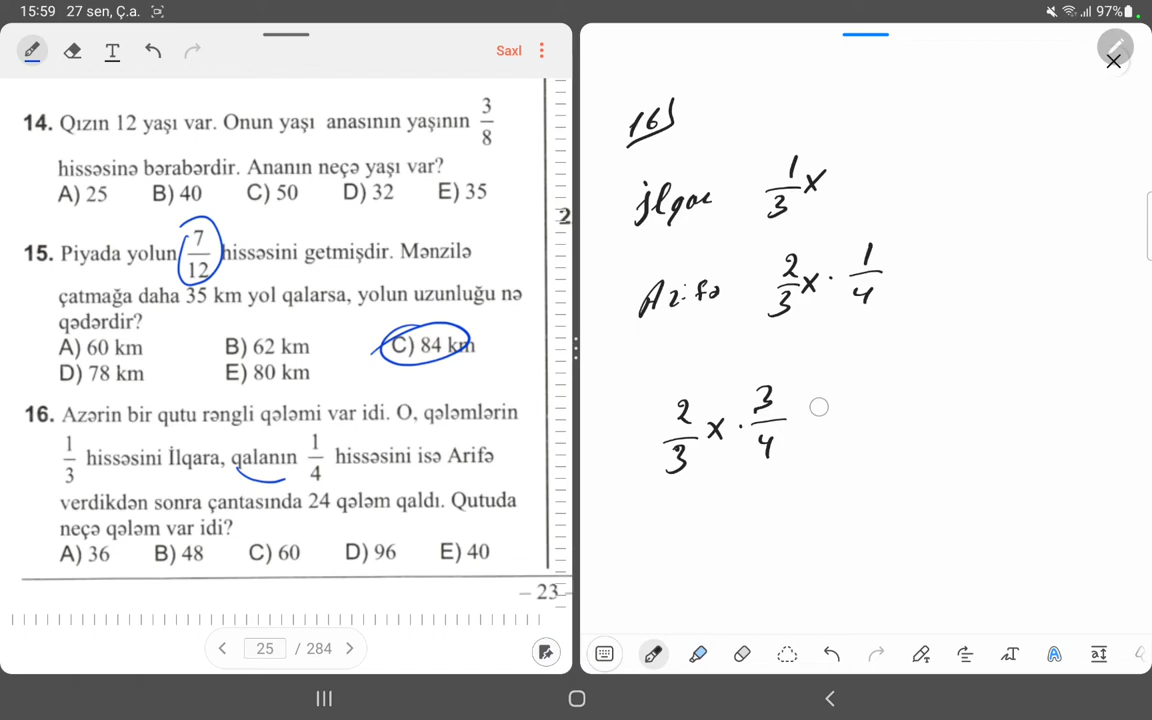 15:59 27 sen, Ç.a. 97%
T Saxl
14. Qızın 12 yaşı var. Onun yaşı anasının yaşının 3/8
hissəsinə bərabərdir. Ananın neçə yaşı var?
A) 25 B) 40 C) 50 D) 32 E) 35
2
15. Piyada yolun 7/12 hissəsini getmişdir. Mənzilə
çatmağa daha 35 km yol qalarsa, yolun uzunluğu nə
qədərdir?
A) 60 km B) 62 km C) 84 km
D) 78 km E) 80 km
16. Azərin bir qutu rəngli qələmi var idi. O, qələmlərin
1/3 hissəsini İlqara, qalanın 1/4 hissəsini isə Arifə
verdikdən sonra çantasında 24 qələm qaldı. Qutuda
neçə qələm var idi?
A) 36 B) 48 C) 60 D) 96 E) 40
– 23 –
25 / 284
16)
İlqar 1/3 x
Arifə 2/3 x · 1/4
2/3 x · 3/4